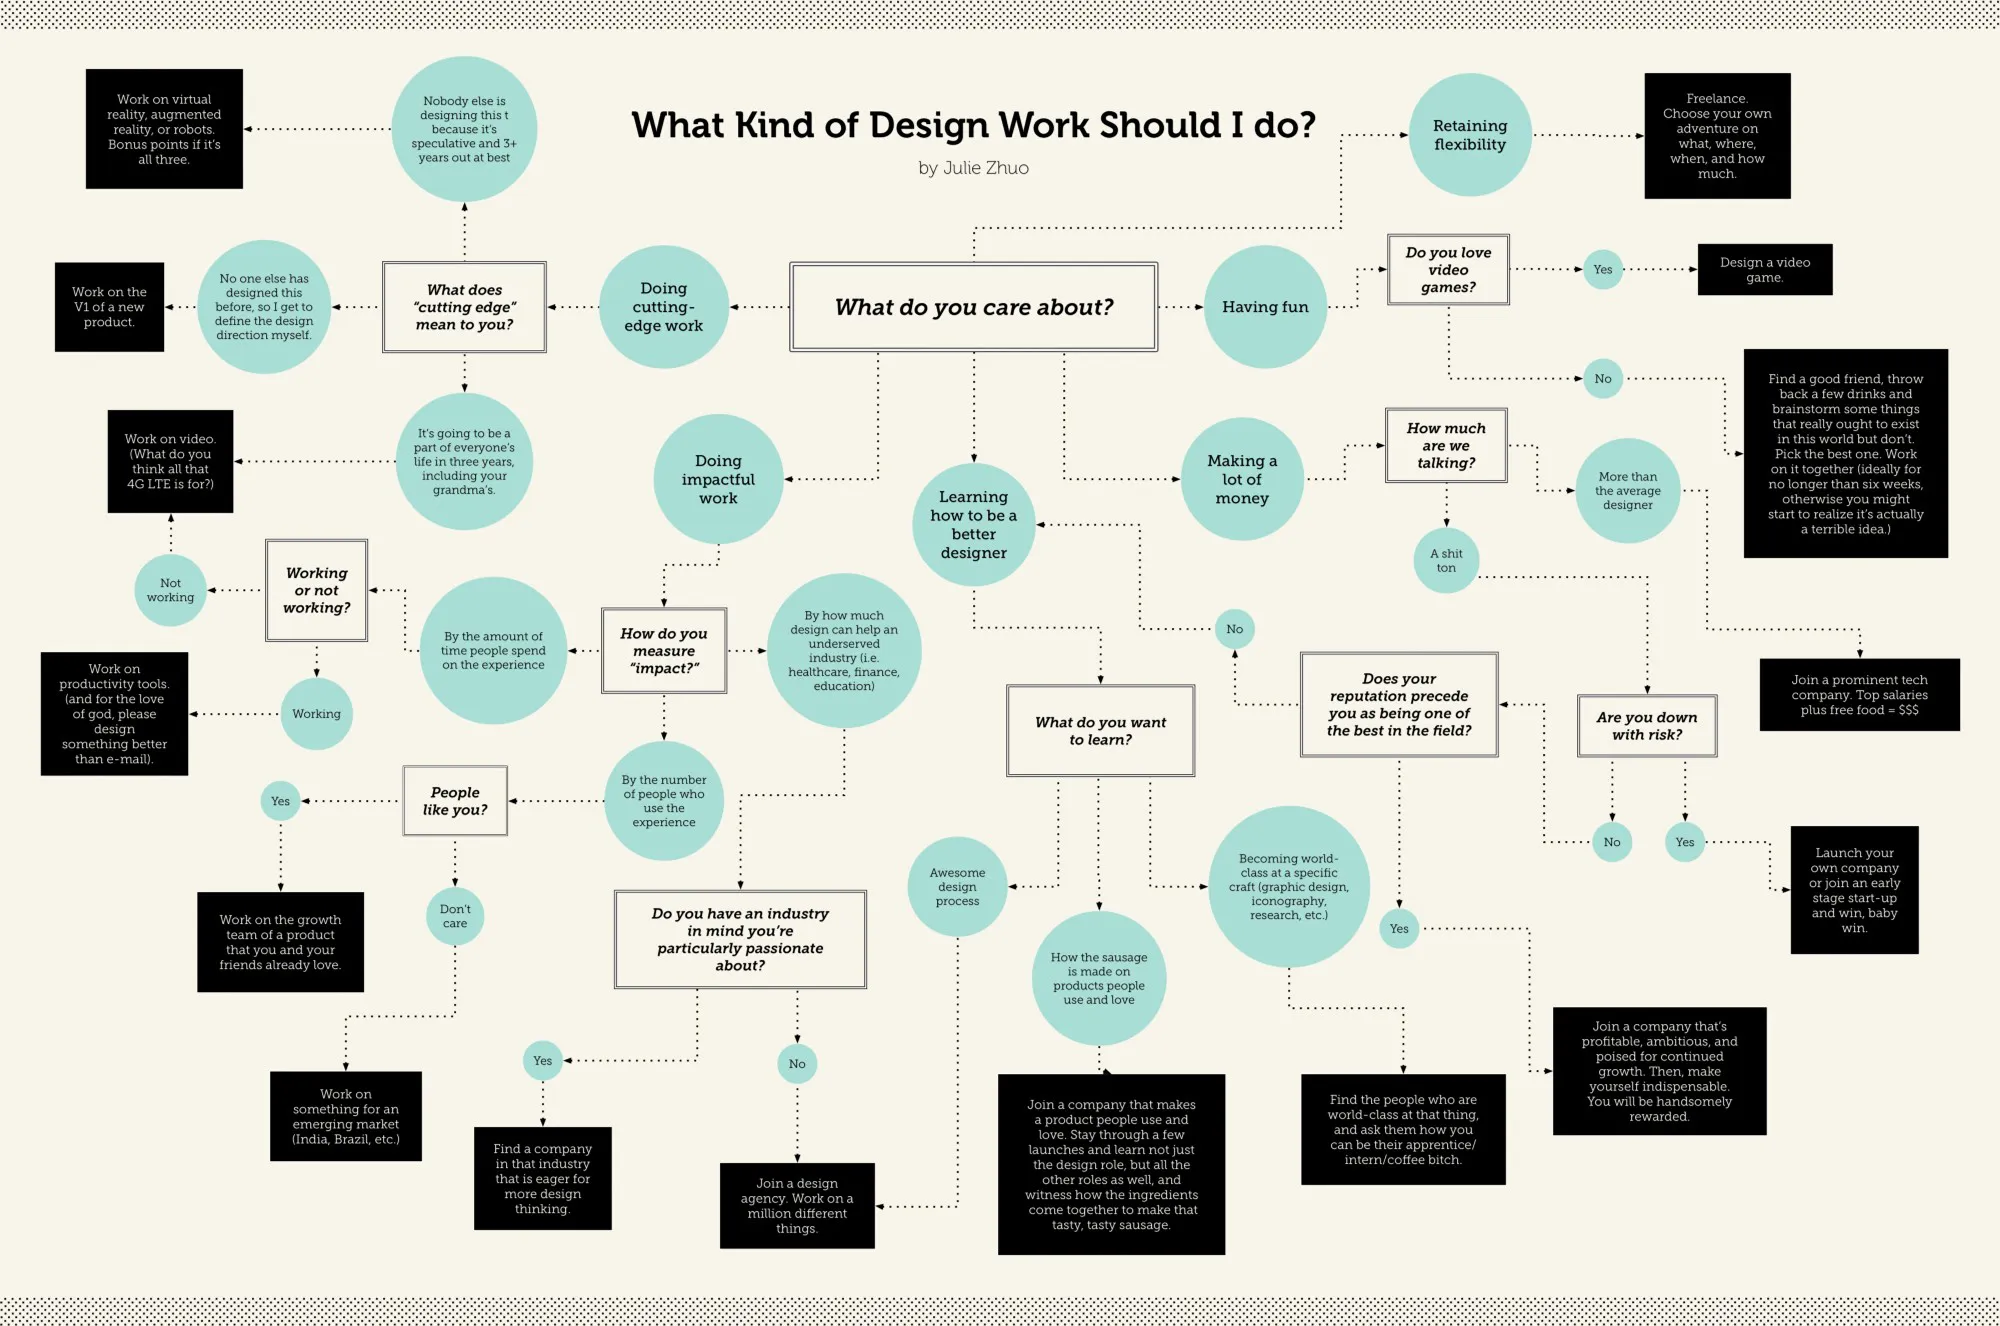 What Kind of Design Work Should I do?
by Julie Zhuo
What do you care about?
Retaining
flexibility
Freelance.
Choose your own
adventure on
what, where,
when, and how
much.
Having fun
Do you love
video
games?
Yes
Design a video
game.
No
Find a good friend, throw
back a few drinks and
brainstorm some things
that really ought to exist
in this world but don't.
Pick the best one. Work
on it together (ideally for
no longer than six weeks,
otherwise you might
start to realize it's actually
a terrible idea.)
Doing
cutting-
edge work
What does
“cutting edge”
mean to you?
Nobody else is
designing this t
because it's
speculative and 3+
years out at best
Work on virtual
reality, augmented
reality, or robots.
Bonus points if it's
all three.
No one else has
designed this
before, so I get to
define the design
direction myself.
Work on the
V1 of a new
product.
It's going to be a
part of everyone's
life in three years,
including your
grandma's.
Work on video.
(What do you
think all that
4G LTE is for?)
Doing
impactful
work
How do you
measure
“impact?”
By the amount of
time people spend
on the experience
Working
or not
working?
Not
working
Working
Work on
productivity tools.
(and for the love
of god, please
design
something better
than e-mail).
By the number
of people who
use the
experience
People
like you?
Yes
Work on the growth
team of a product
that you and your
friends already love.
Don't
care
Work on
something for an
emerging market
(India, Brazil, etc.)
By how much
design can help an
underserved
industry (i.e.
healthcare, finance,
education)
Do you have an industry
in mind you're
particularly passionate
about?
Yes
Find a company
in that industry
that is eager for
more design
thinking.
No
Join a design
agency. Work on a
million different
things.
Learning
how to be a
better
designer
What do you want
to learn?
Awesome
design
process
How the sausage
is made on
products people
use and love
Join a company that makes
a product people use and
love. Stay through a few
launches and learn not just
the design role, but all the
other roles as well, and
witness how the ingredients
come together to make that
tasty, tasty sausage.
Becoming world-
class at a specific
craft (graphic design,
iconography,
research, etc.)
Find the people who are
world-class at that thing,
and ask them how you
can be their apprentice/
intern/coffee bitch.
Making a
lot of
money
How much
are we
talking?
More than
the average
designer
Join a prominent tech
company. Top salaries
plus free food = $$$
A shit
ton
Are you down
with risk?
Yes
Launch your
own company
or join an early
stage start-up
and win, baby
win.
No
Does your
reputation precede
you as being one of
the best in the field?
No
Yes
Join a company that's
profitable, ambitious, and
poised for continued
growth. Then, make
yourself indispensable.
You will be handsomely
rewarded.